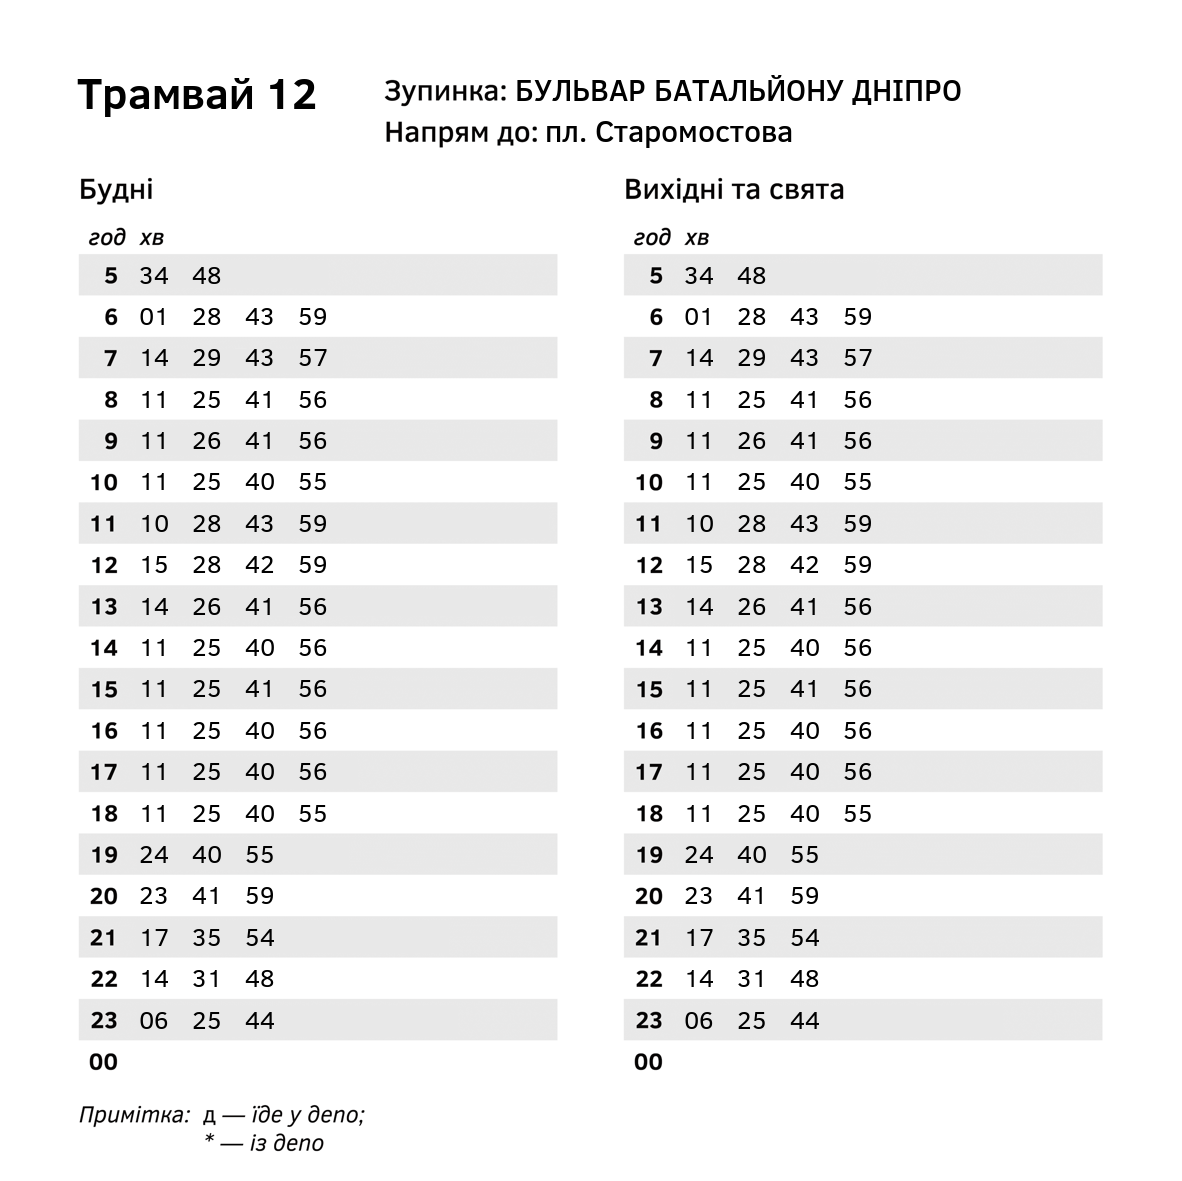 Трамвай 12
Зупинка: БУЛЬВАР БАТАЛЬЙОНУ ДНІПРО
Напрям до: пл. Старомостова
Будні
год хв
5 34 48
6 01 28 43 59
7 14 29 43 57
8 11 25 41 56
9 11 26 41 56
10 11 25 40 55
11 10 28 43 59
12 15 28 42 59
13 14 26 41 56
14 11 25 40 56
15 11 25 41 56
16 11 25 40 56
17 11 25 40 56
18 11 25 40 55
19 24 40 55
20 23 41 59
21 17 35 54
22 14 31 48
23 06 25 44
00
Вихідні та свята
год хв
5 34 48
6 01 28 43 59
7 14 29 43 57
8 11 25 41 56
9 11 26 41 56
10 11 25 40 55
11 10 28 43 59
12 15 28 42 59
13 14 26 41 56
14 11 25 40 56
15 11 25 41 56
16 11 25 40 56
17 11 25 40 56
18 11 25 40 55
19 24 40 55
20 23 41 59
21 17 35 54
22 14 31 48
23 06 25 44
00
Примітка: д — їде у депо;
* — із депо